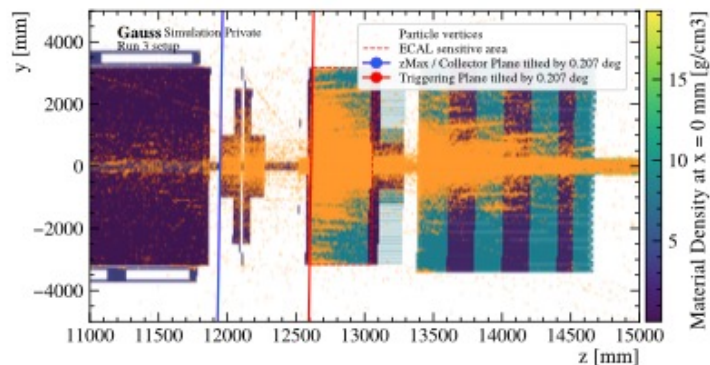 Gauss Simulation Private
Run 3 setup
Particle vertices
ECAL sensitive area
zMax / Collector Plane tilted by 0.207 deg
Triggering Plane tilted by 0.207 deg
y [mm]
4000
2000
0
−2000
−4000
11000 12000 12500 13000 13500 14000 14500 15000
z [mm]
15
10
5
Material Density at x = 0 mm [g/cm3]